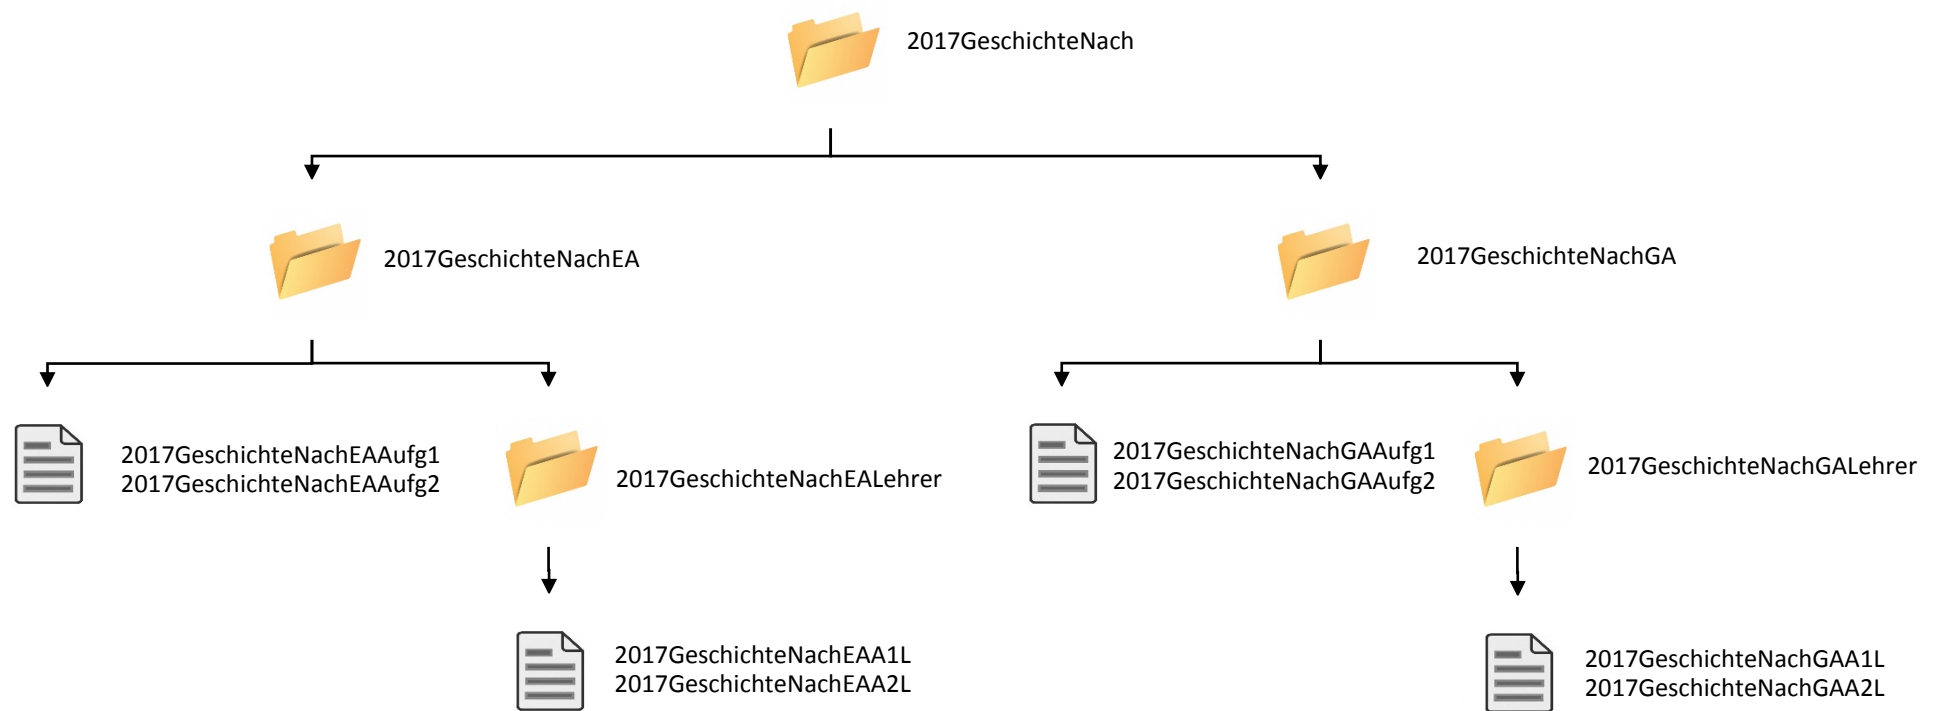 2017GeschichteNach
2017GeschichteNachEA
2017GeschichteNachGA
2017GeschichteNachEAAufg1
2017GeschichteNachEAAufg2
2017GeschichteNachEALehrer
2017GeschichteNachGAAufg1
2017GeschichteNachGAAufg2
2017GeschichteNachGALehrer
2017GeschichteNachEAA1L
2017GeschichteNachEAA2L
2017GeschichteNachGAA1L
2017GeschichteNachGAA2L